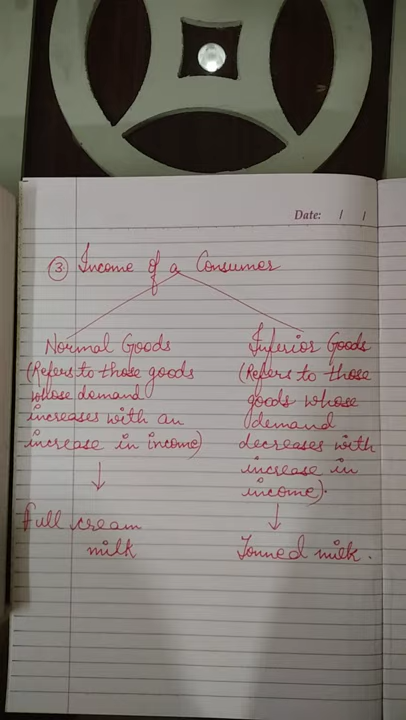 Date: / /
③ Income of a Consumer
Normal Goods
(Refers to those goods
whose demand
increases with an
increase in income)
↓
Full cream
milk
Inferior Goods
(Refers to those
goods whose
demand
decreases with
increase in
income).
↓
Tonned milk.